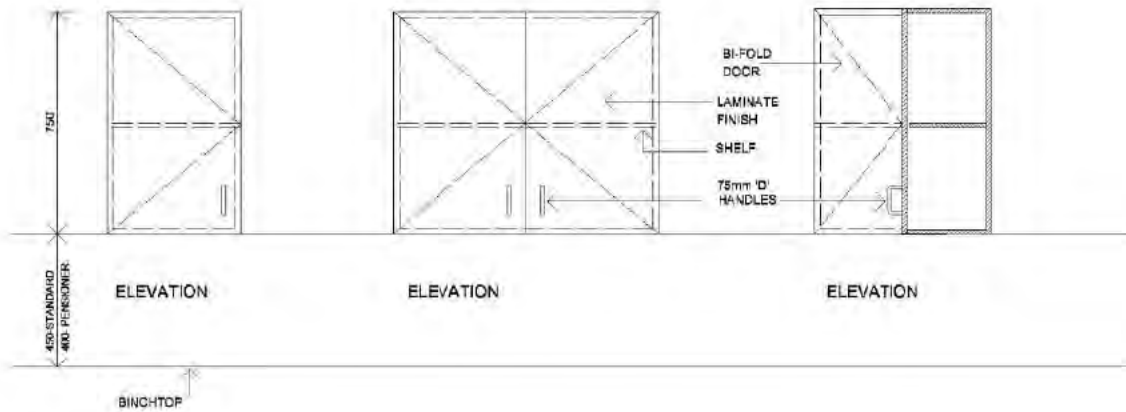 750
BI-FOLD
DOOR
LAMINATE
FINISH
SHELF
75mm 'D'
HANDLES
450-STANDARD
400- PENSIONER
ELEVATION
ELEVATION
ELEVATION
BINCHTOP